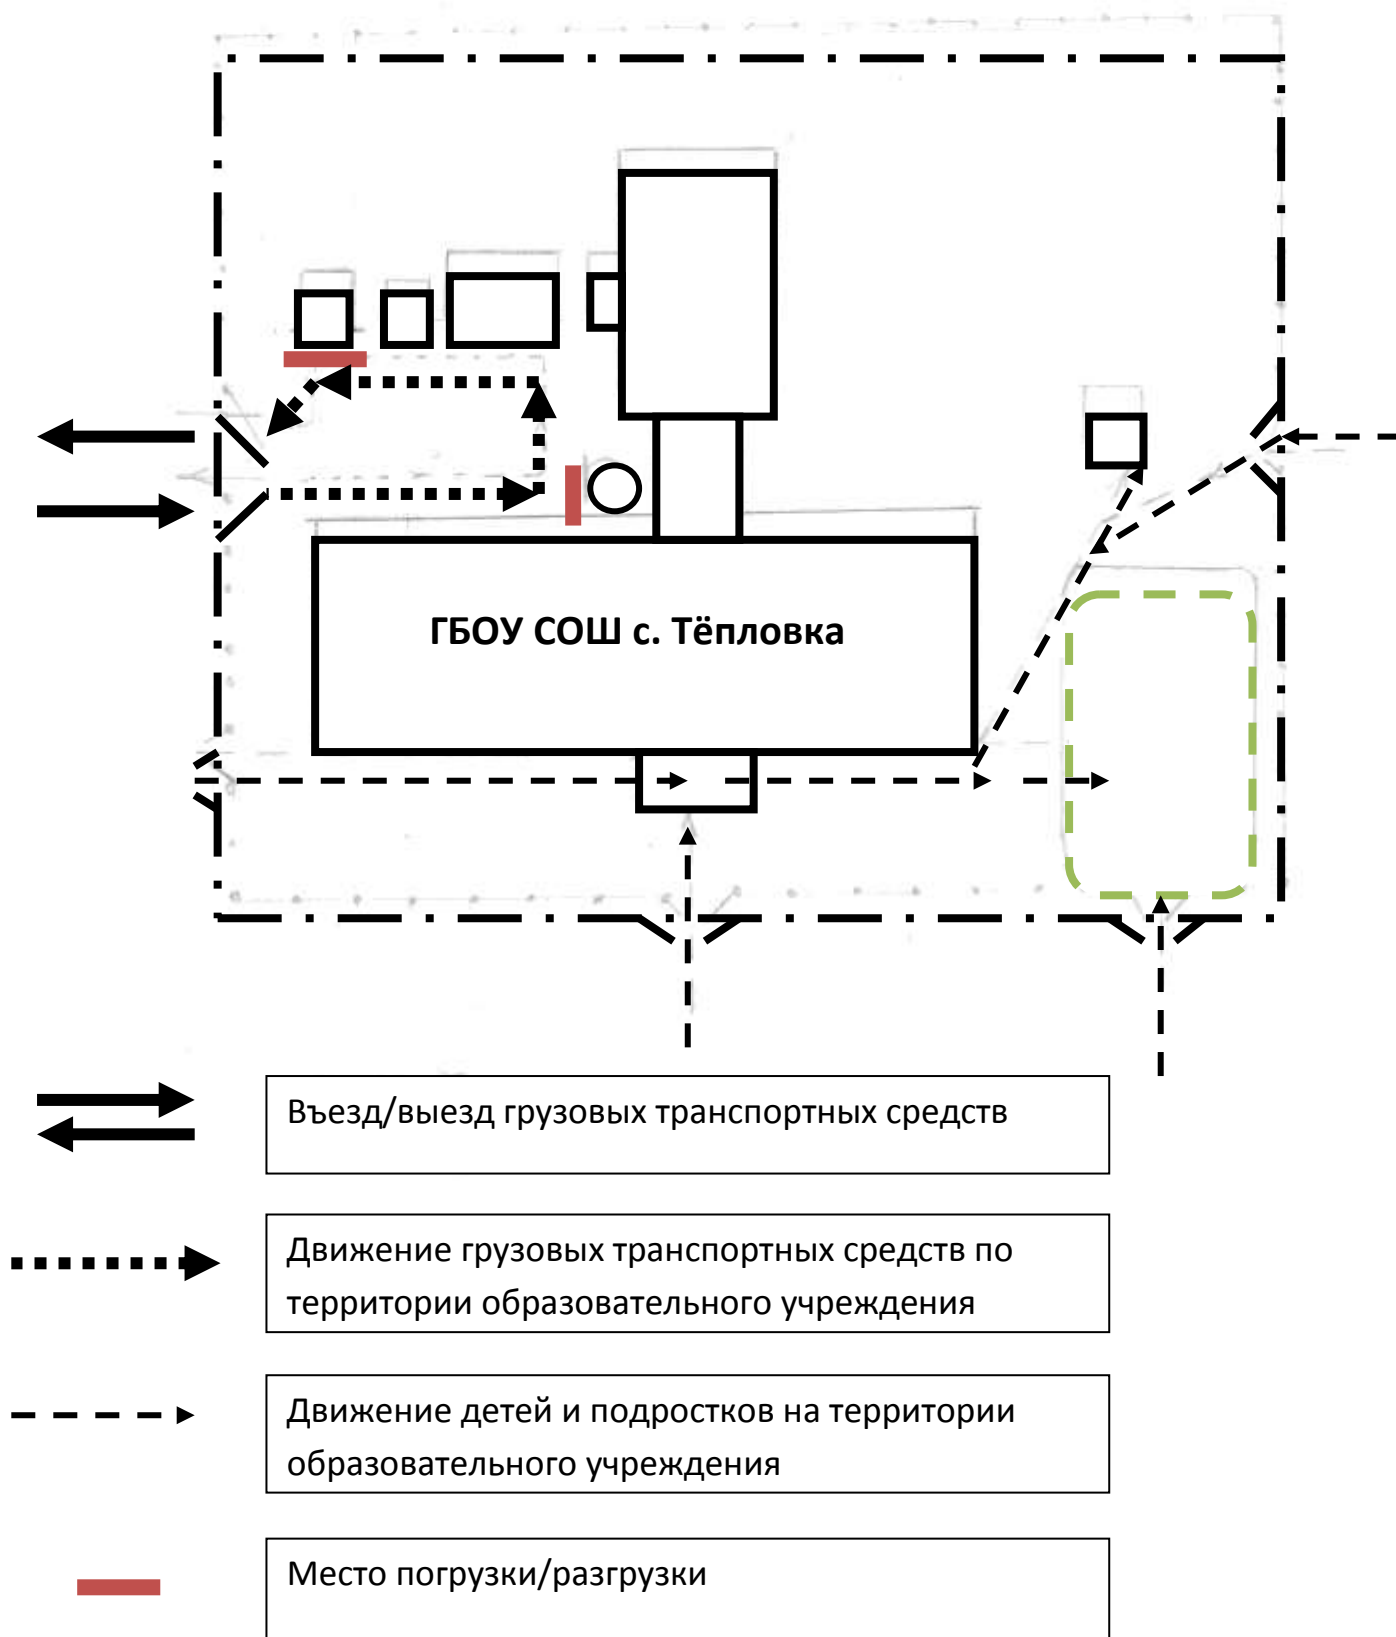 ГБОУ СОШ с. Тёпловка
Въезд/выезд грузовых транспортных средств
Движение грузовых транспортных средств по
территории образовательного учреждения
Движение детей и подростков на территории
образовательного учреждения
Место погрузки/разгрузки